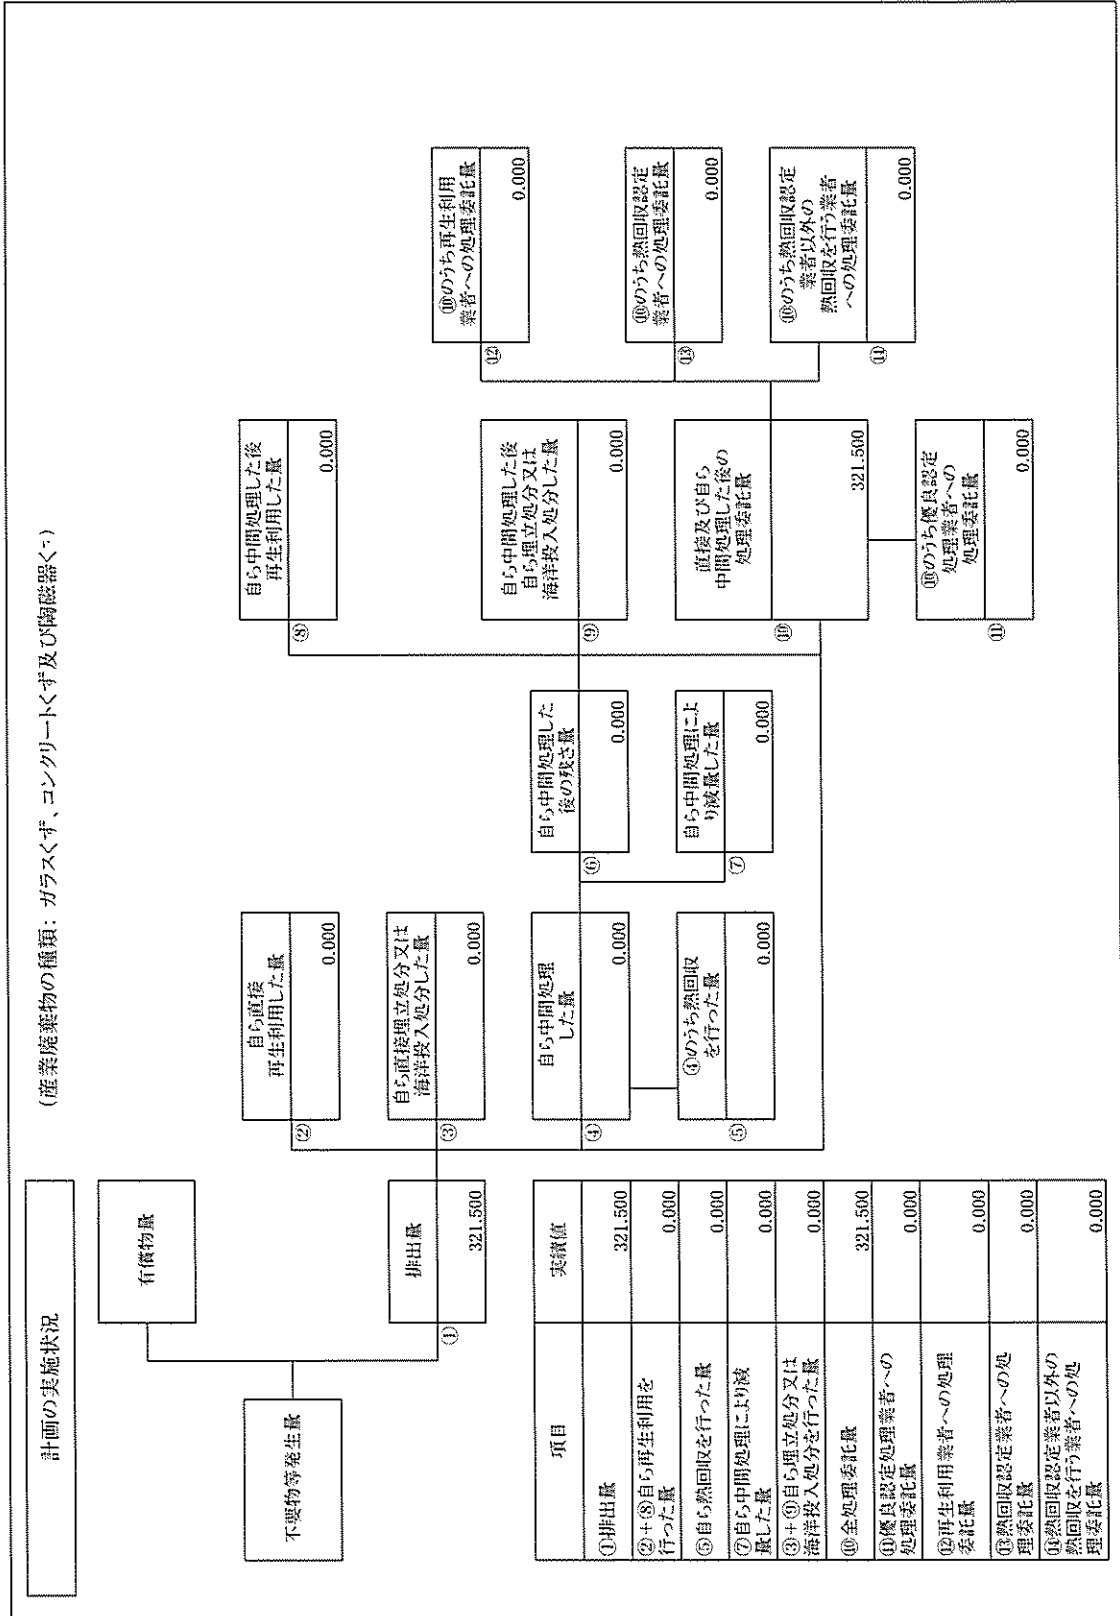 計画の実施状況
(産業廃棄物の種類: ガラスくず、コンクリートくず及び陶磁器くず)
有償物量
不要物等発生量
排出量
①
321.500
自ら直接
再生利用した量
②
0.000
自ら直接埋立処分又は
海洋投入処分した量
③
0.000
自ら中間処理
した量
④
0.000
④のうち熱回収
を行った量
⑤
0.000
自ら中間処理した
後の残さ量
⑥
0.000
自ら中間処理によ
り減量した量
⑦
0.000
自ら中間処理した後
再生利用した量
⑧
0.000
自ら中間処理した後
自ら埋立処分又は
海洋投入処分した量
⑨
0.000
直接及び自ら
中間処理した後の
処理委託量
⑩
321.500
⑩のうち優良認定
処理業者への
処理委託量
⑪
0.000
⑩のうち再生利用
業者への処理委託量
⑫
0.000
⑩のうち熱回収認定
業者への処理委託量
⑬
0.000
⑩のうち熱回収認定
業者以外の
熱回収を行う業者
への処理委託量
⑭
0.000
項目 実績値
①排出量 321.500
②+⑧自ら再生利用を
行った量 0.000
⑤自ら熱回収を行った量 0.000
⑦自ら中間処理により減
量した量 0.000
③+⑨自ら埋立処分又は
海洋投入処分を行った量 0.000
⑩全処理委託量 321.500
⑪優良認定処理業者への
処理委託量 0.000
⑫再生利用業者への処理
委託量 0.000
⑬熱回収認定業者への処
理委託量 0.000
⑭熱回収認定業者以外の
熱回収を行う業者への処
理委託量 0.000